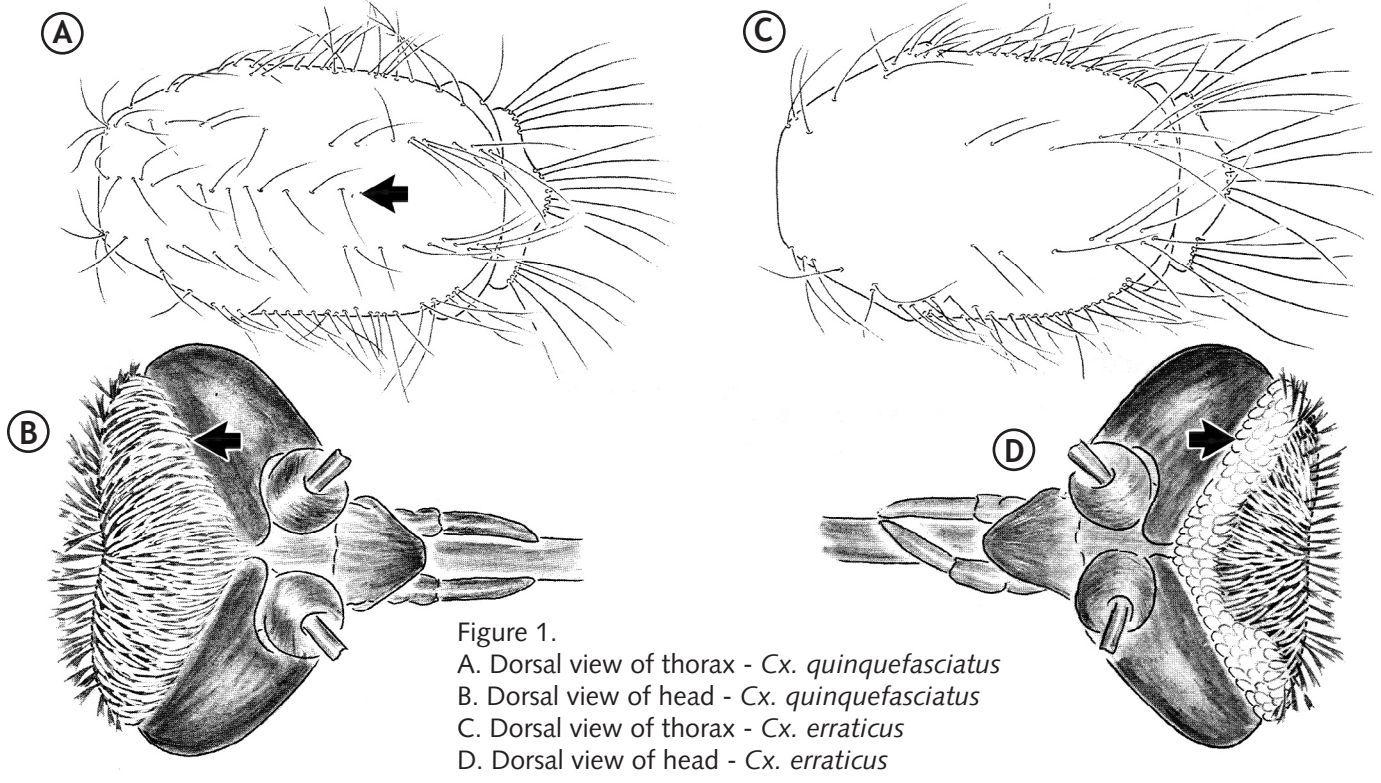 A
C
B
D
Figure 1.
A. Dorsal view of thorax - Cx. quinquefasciatus
B. Dorsal view of head - Cx. quinquefasciatus
C. Dorsal view of thorax - Cx. erraticus
D. Dorsal view of head - Cx. erraticus